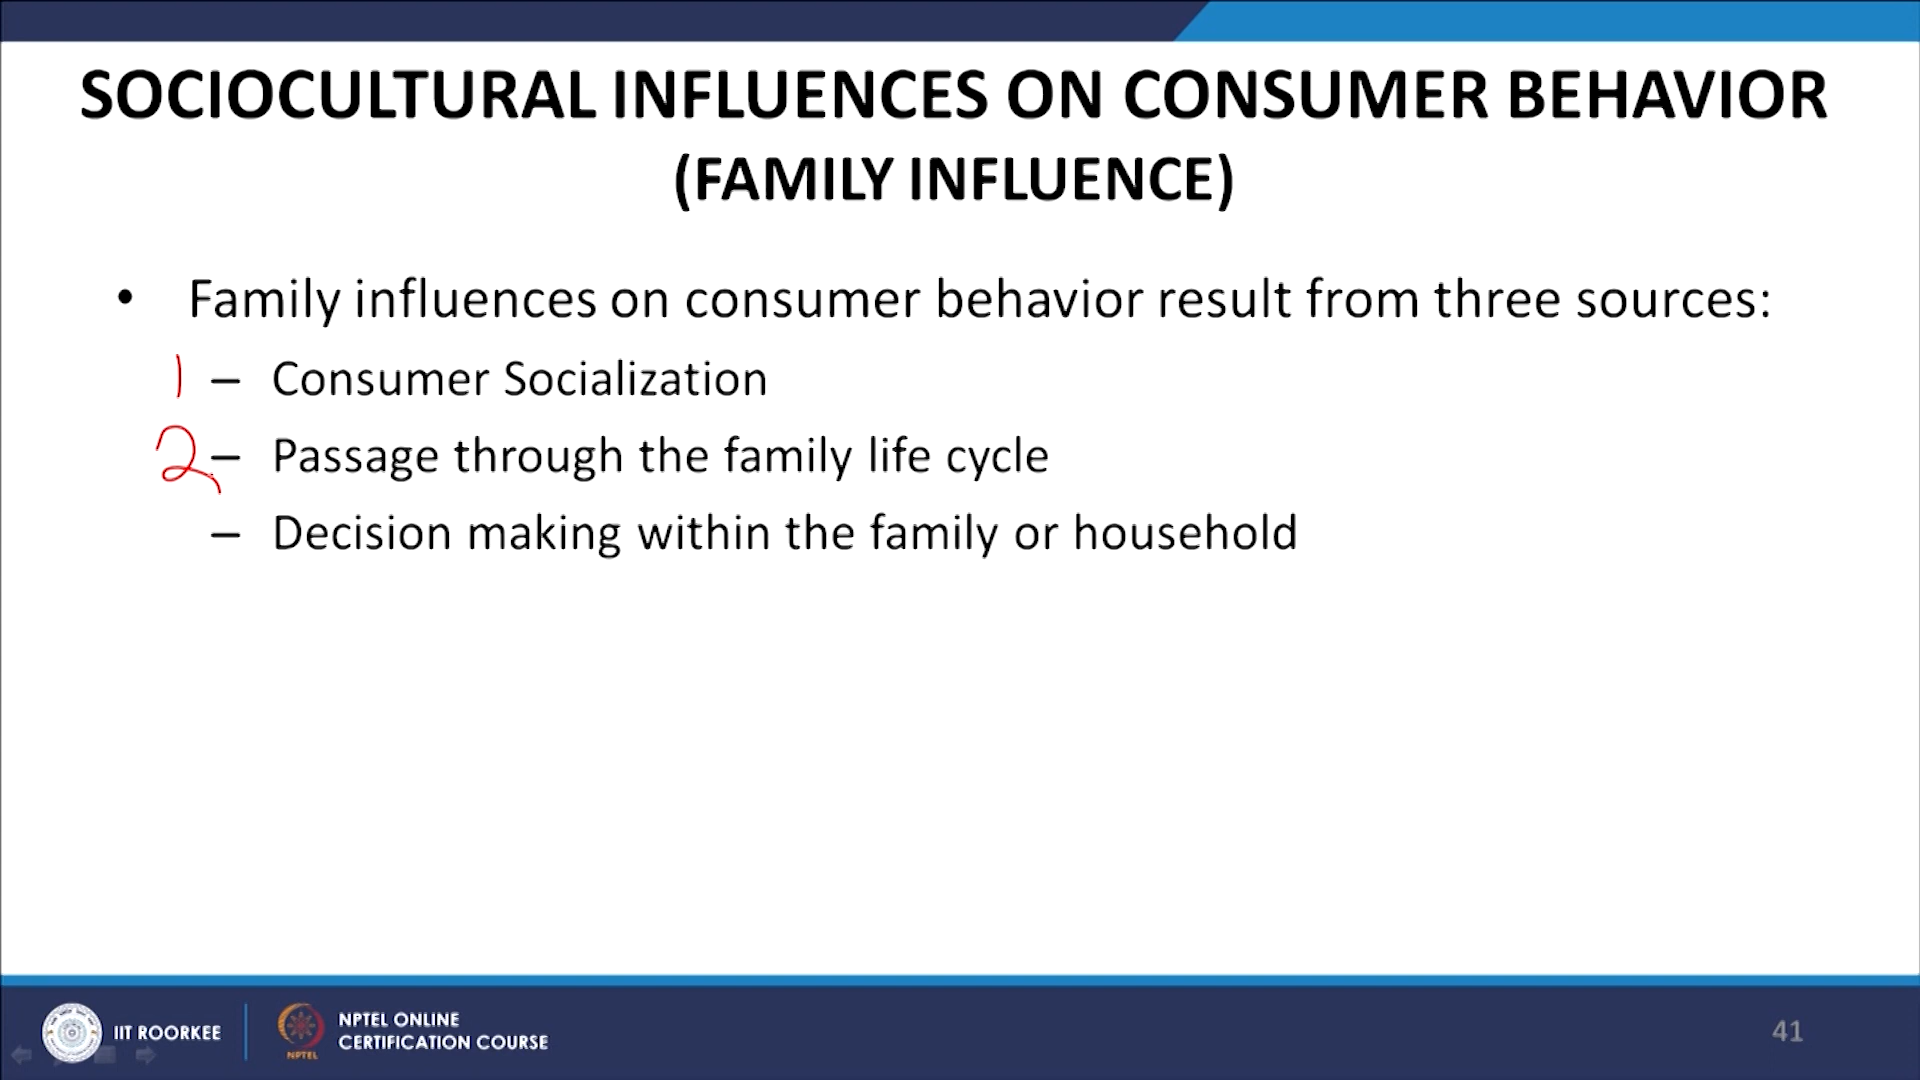 SOCIOCULTURAL INFLUENCES ON CONSUMER BEHAVIOR
(FAMILY INFLUENCE)
• Family influences on consumer behavior result from three sources:
1 – Consumer Socialization
2 – Passage through the family life cycle
– Decision making within the family or household
IIT ROORKEE
NPTEL
NPTEL ONLINE
CERTIFICATION COURSE
41